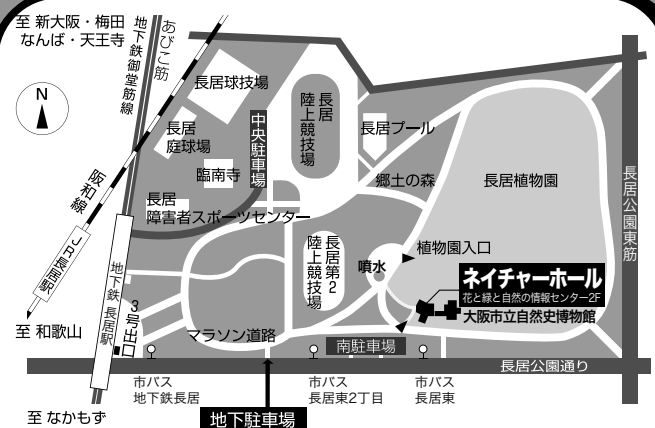 至 新大阪・梅田
なんば・天王寺
地下鉄御堂筋線
あびこ筋
N
阪和線
JR長居駅
至 和歌山
地下鉄 長居駅
3号出口
至 なかもず
長居球技場
長居
庭球場
臨南寺
長居
障害者スポーツセンター
中央駐車場
長居
陸上競技場
長居プール
郷土の森
長居植物園
長居公園東筋
植物園入口
噴水
長居第2
陸上競技場
ネイチャーホール
花と緑と自然の情報センター2F
大阪市立自然史博物館
マラソン道路
南駐車場
長居公園通り
市バス
地下鉄長居
市バス
長居東2丁目
市バス
長居東
地下駐車場